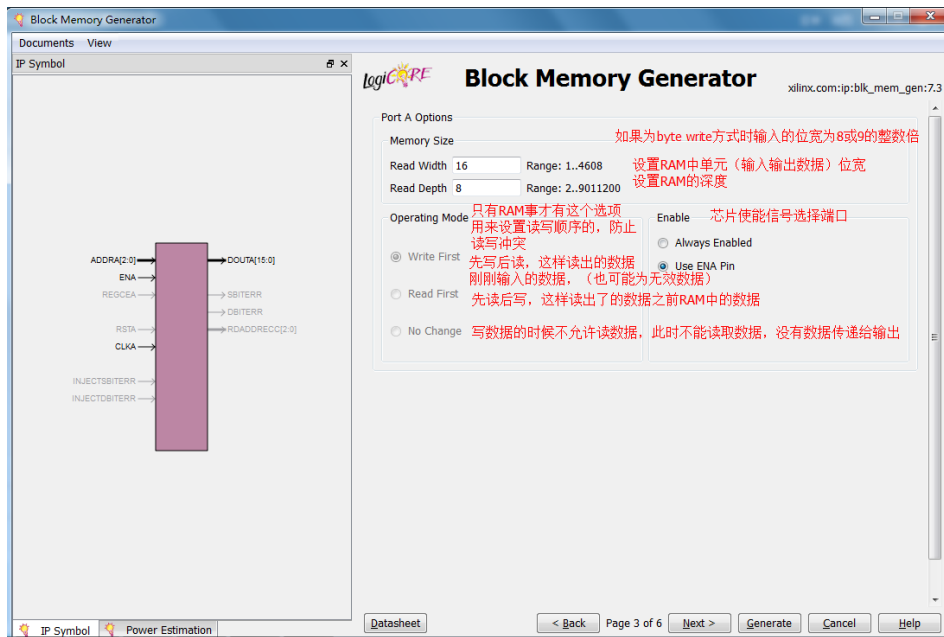 Block Memory Generator
Documents View
IP Symbol
LogiCORE
Block Memory Generator
xilinx.com:ip:blk_mem_gen:7.3
Port A Options
Memory Size
如果为byte write方式时输入的位宽为8或9的整数倍
Read Width 16 Range: 1..4608
设置RAM中单元（输入输出数据）位宽
Read Depth 8 Range: 2..9011200
设置RAM的深度
Operating Mode
只有RAM事才有这个选项
用来设置读写顺序的，防止
读写冲突
Write First
先写后读，这样读出的数据
刚刚输入的数据，（也可能为无效数据）
Read First
先读后写，这样读出了的数据之前RAM中的数据
No Change
写数据的时候不允许读数据，此时不能读取数据，没有数据传递给输出
Enable
芯片使能信号选择端口
Always Enabled
Use ENA Pin
ADDRA[2:0]
DOUTA[15:0]
ENA
REGCEA
SBITERR
DBITERR
RSTA
RDADDRECC[2:0]
CLKA
INJECTSBITERR
INJECTDBITERR
IP Symbol
Power Estimation
Datasheet
< Back
Page 3 of 6
Next >
Generate
Cancel
Help